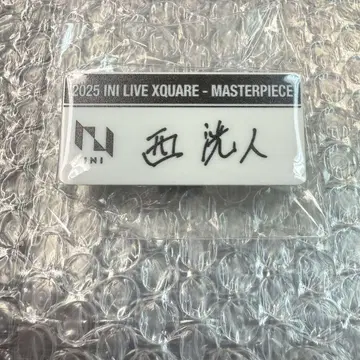 2025 INI LIVE XQUARE - MASTERPIECE
INI
西 洸人